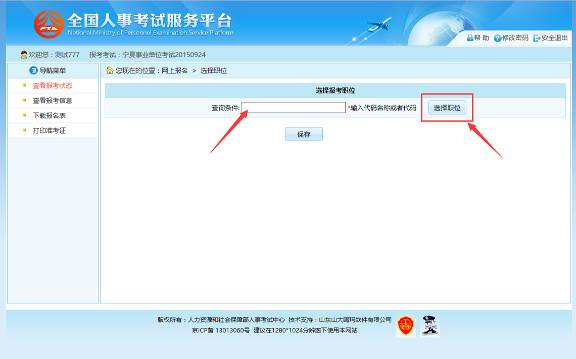 全国人事考试服务平台
National Ministry of Personnel Examination Service Platform
帮 助 修改密码 安全退出
欢迎您：测试777 报考考试：宁夏事业单位考试20150924
导航菜单
您现在的位置：网上报名 > 选择职位
查看报考状态
查看报考信息
下载报名表
打印准考证
选择报考职位
查询条件: *输入代码名称或者代码 选择职位
保存
版权所有：人力资源和社会保障部人事考试中心 技术支持：山东山大鸥玛软件有限公司
京ICP备 13013060号 建议在1280*1024分辨率下使用本网站